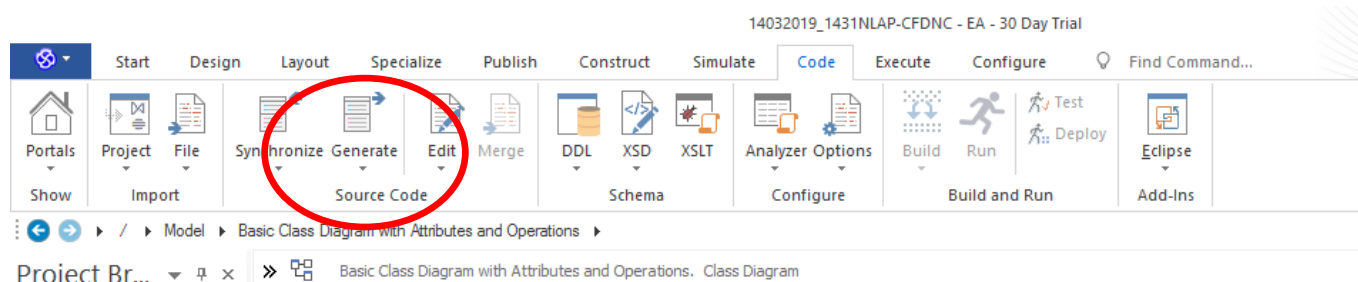 14032019_1431NLAP-CFDNC - EA - 30 Day Trial
Start Design Layout Specialize Publish Construct Simulate Code Execute Configure Find Command...
Test
Deploy
Portals Project File Synchronize Generate Edit Merge DDL XSD XSLT Analyzer Options Build Run Eclipse
Show Import Source Code Schema Configure Build and Run Add-Ins
/ Model Basic Class Diagram with Attributes and Operations
Project Br... Basic Class Diagram with Attributes and Operations. Class Diagram